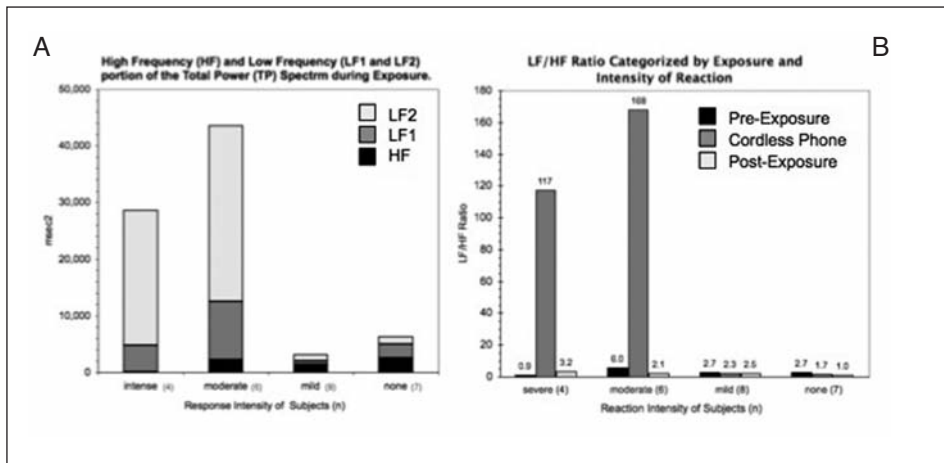 A
High Frequency (HF) and Low Frequency (LF1 and LF2)
portion of the Total Power (TP) Spectrm during Exposure.
50,000
40,000
30,000
20,000
10,000
0
msec2
LF2
LF1
HF
intense (4)
moderate (6)
mild (8)
none (7)
Response Intensity of Subjects (n)
B
LF/HF Ratio Categorized by Exposure and
Intensity of Reaction
180
160
140
120
100
80
60
40
20
0
LF/HF Ratio
Pre-Exposure
Cordless Phone
Post-Exposure
0.9
117
3.2
6.0
168
2.1
2.7
2.3
2.5
2.7
1.7
1.0
severe (4)
moderate (6)
mild (8)
none (7)
Reaction Intensity of Subjects (n)